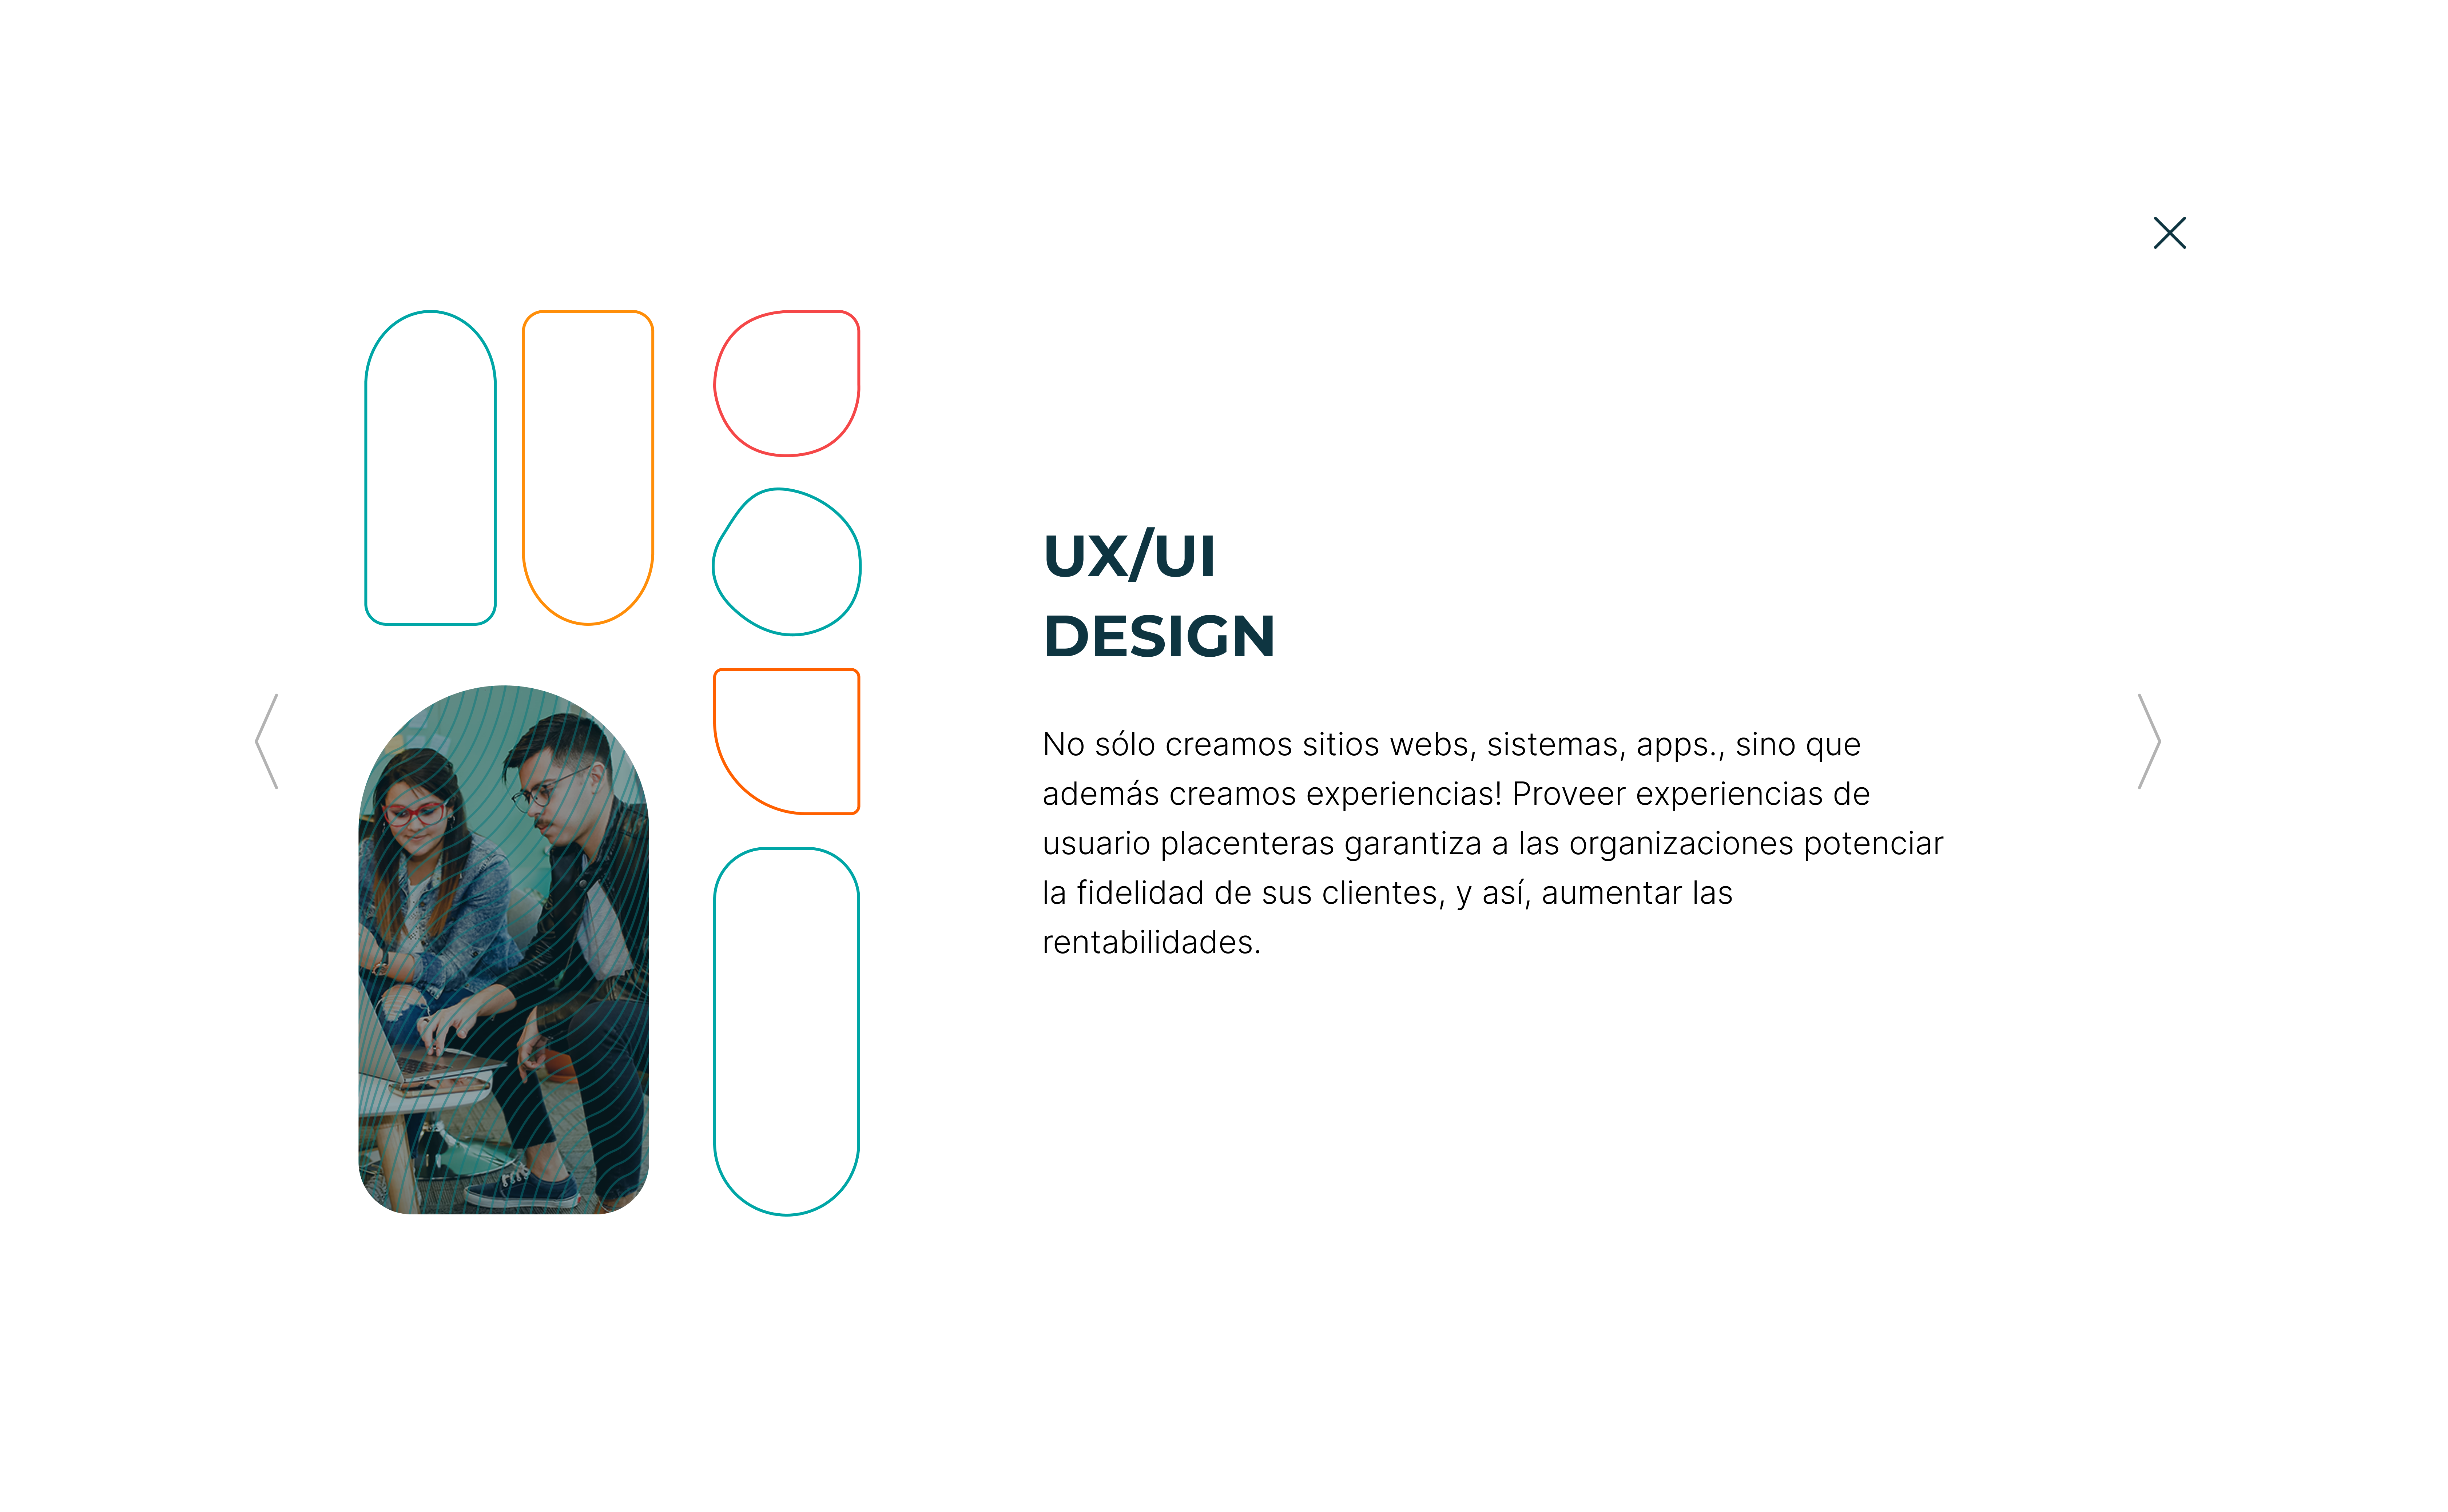 UX/UI
DESIGN
No sólo creamos sitios webs, sistemas, apps., sino que
además creamos experiencias! Proveer experiencias de
usuario placenteras garantiza a las organizaciones potenciar
la fidelidad de sus clientes, y así, aumentar las
rentabilidades.